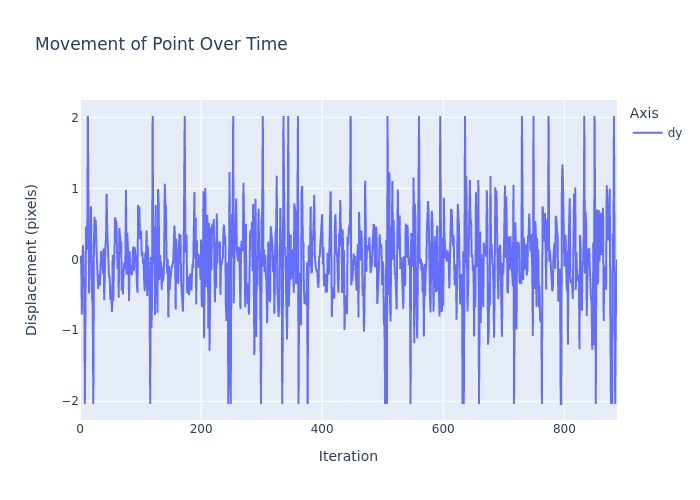 Movement of Point Over Time
Axis
dy
2
1
0
−1
−2
Displacement (pixels)
0 200 400 600 800
Iteration